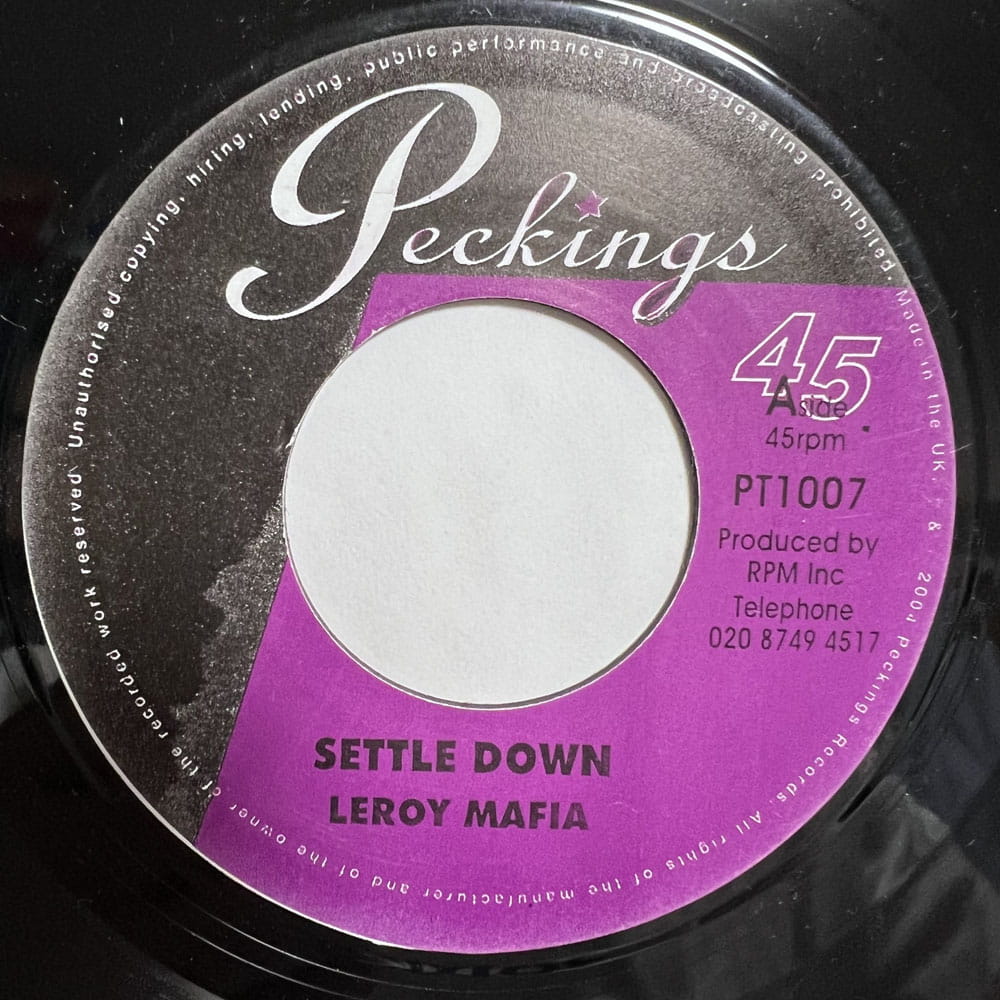 Peckings
45
A side
45rpm
PT1007
Produced by
RPM Inc
Telephone
020 8749 4517
SETTLE DOWN
LEROY MAFIA
Unauthorised copying, hiring, lending, public performance and broadcasting prohibited. Made in the UK. & 2004 Peckings Records. All rights of the manufacturer and of the owner of the recorded work reserved